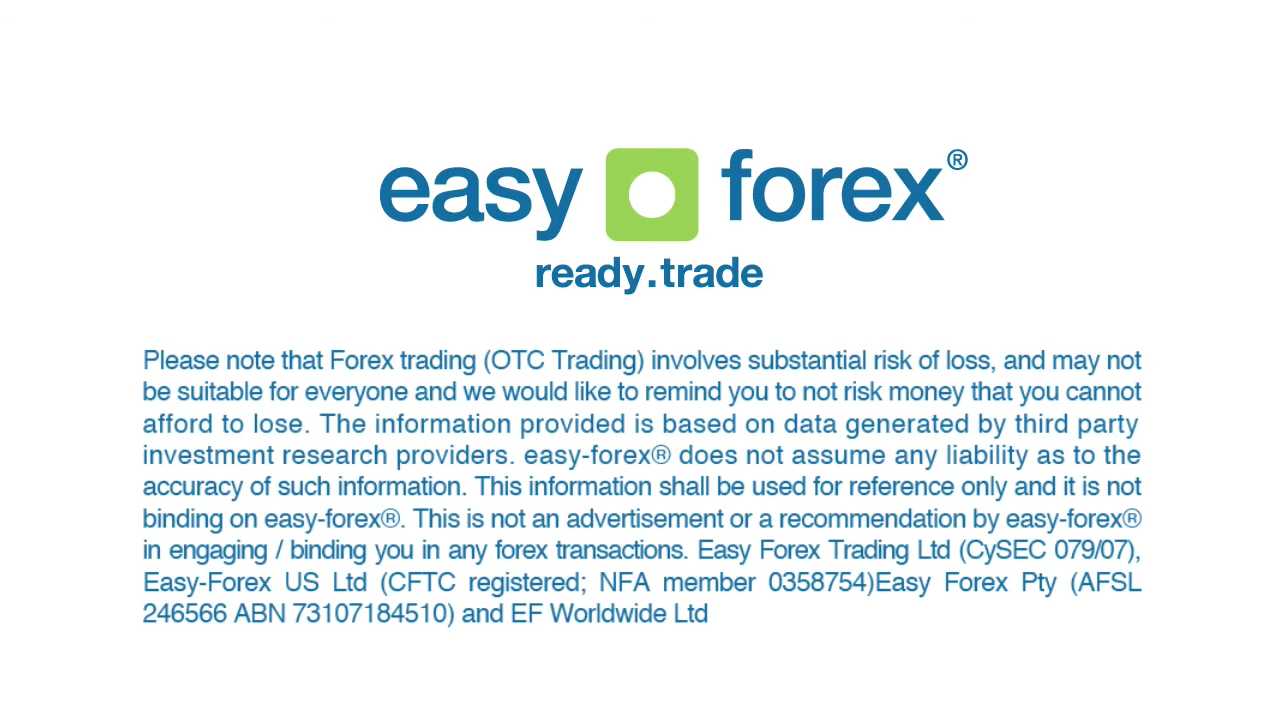 easy forex®
ready.trade
Please note that Forex trading (OTC Trading) involves substantial risk of loss, and may not
be suitable for everyone and we would like to remind you to not risk money that you cannot
afford to lose. The information provided is based on data generated by third party
investment research providers. easy-forex® does not assume any liability as to the
accuracy of such information. This information shall be used for reference only and it is not
binding on easy-forex®. This is not an advertisement or a recommendation by easy-forex®
in engaging / binding you in any forex transactions. Easy Forex Trading Ltd (CySEC 079/07),
Easy-Forex US Ltd (CFTC registered; NFA member 0358754)Easy Forex Pty (AFSL
246566 ABN 73107184510) and EF Worldwide Ltd